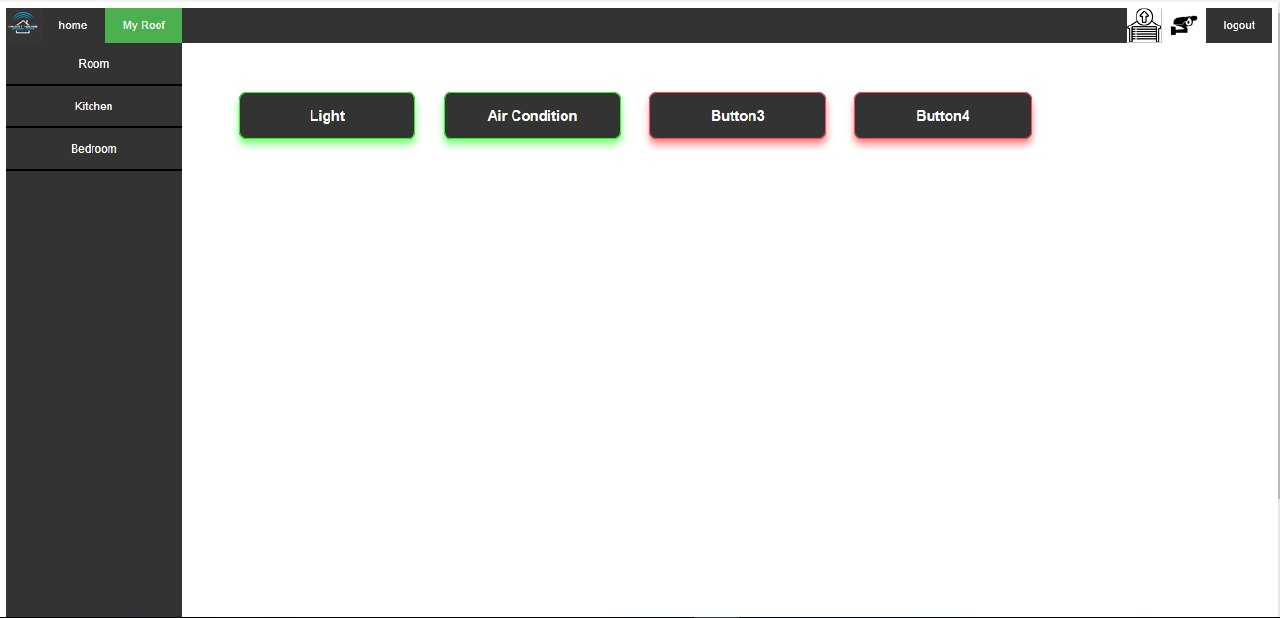 home
My Roof
logout
Room
Kitchen
Bedroom
Light
Air Condition
Button3
Button4